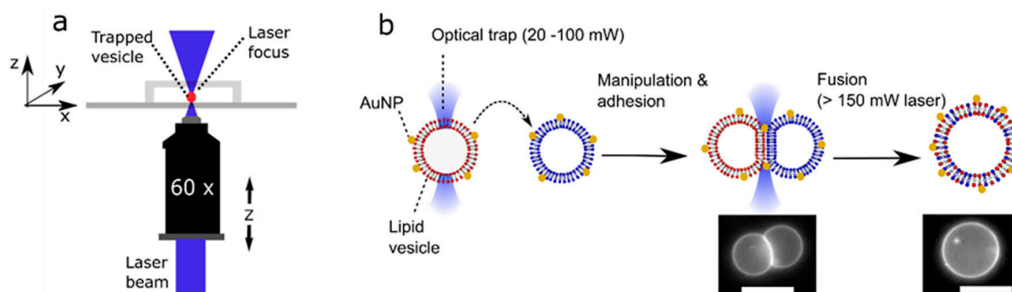 a
Trapped
vesicle
Laser
focus
z
y
x
60 x
Z
Laser
beam
b
Optical trap (20 -100 mW)
AuNP
Lipid
vesicle
Manipulation &
adhesion
Fusion
(> 150 mW laser)